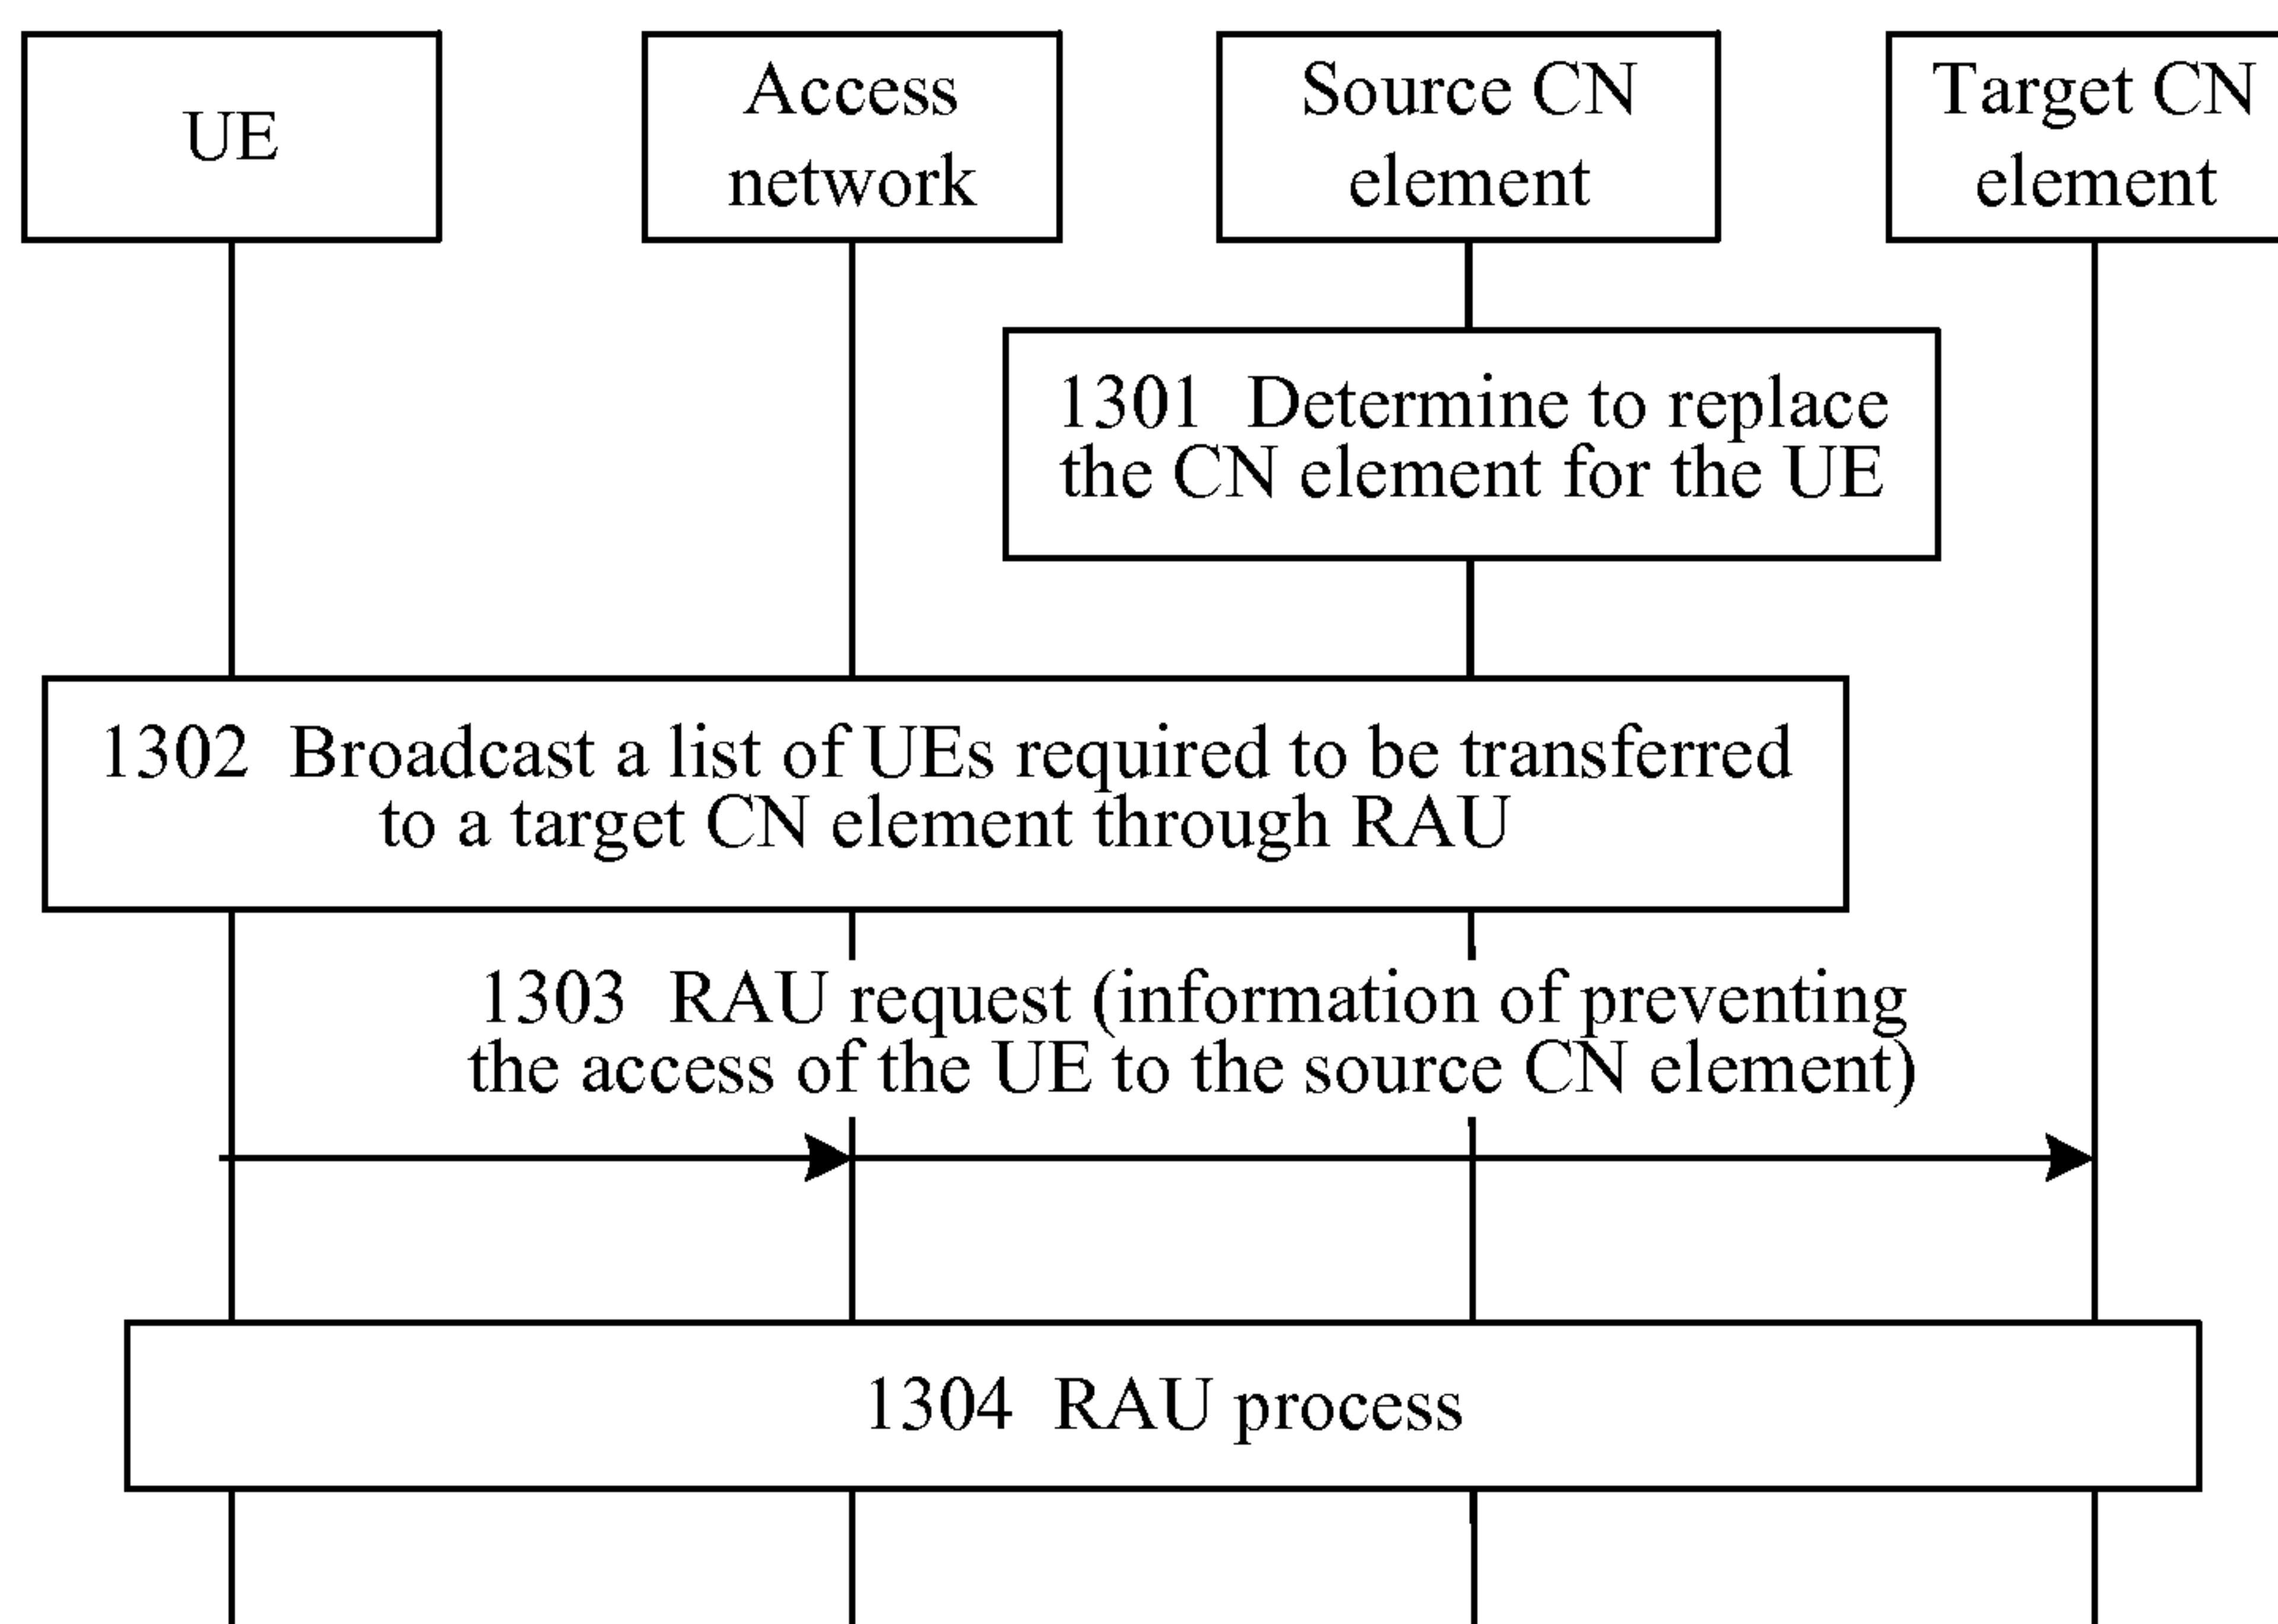 UE
Access
network
Source CN
element
Target CN
element
1301 Determine to replace
the CN element for the UE
1302 Broadcast a list of UEs required to be transferred
to a target CN element through RAU
1303 RAU request (information of preventing
the access of the UE to the source CN element)
1304 RAU process